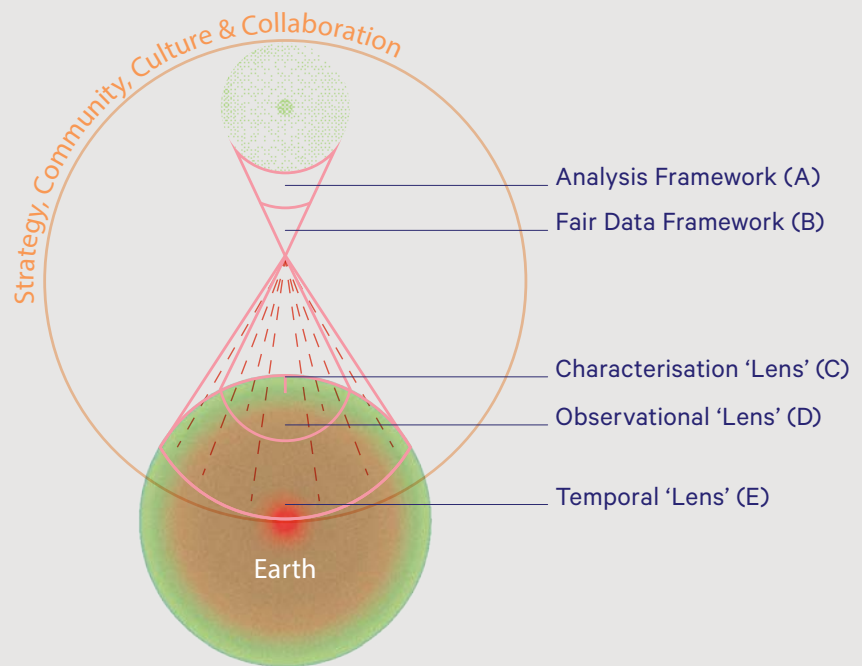 Strategy, Community, Culture & Collaboration
Analysis Framework (A)
Fair Data Framework (B)
Characterisation ‘Lens’ (C)
Observational ‘Lens’ (D)
Temporal ‘Lens’ (E)
Earth